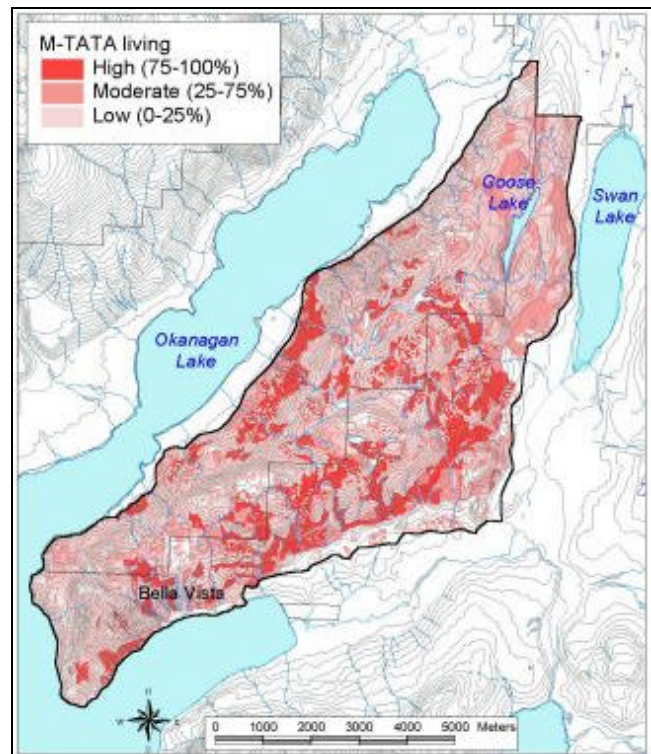 M-TATA living
High (75-100%)
Moderate (25-75%)
Low (0-25%)
Goose
Lake
Swan
Lake
Okanagan
Lake
Bella Vista
N
W
E
S
0 1000 2000 3000 4000 5000 Meters